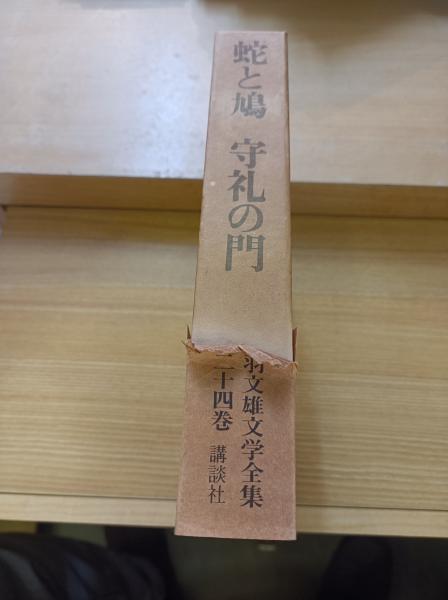 蛇と鳩 守礼の門
羽文雄文学全集
二十四巻
講談社